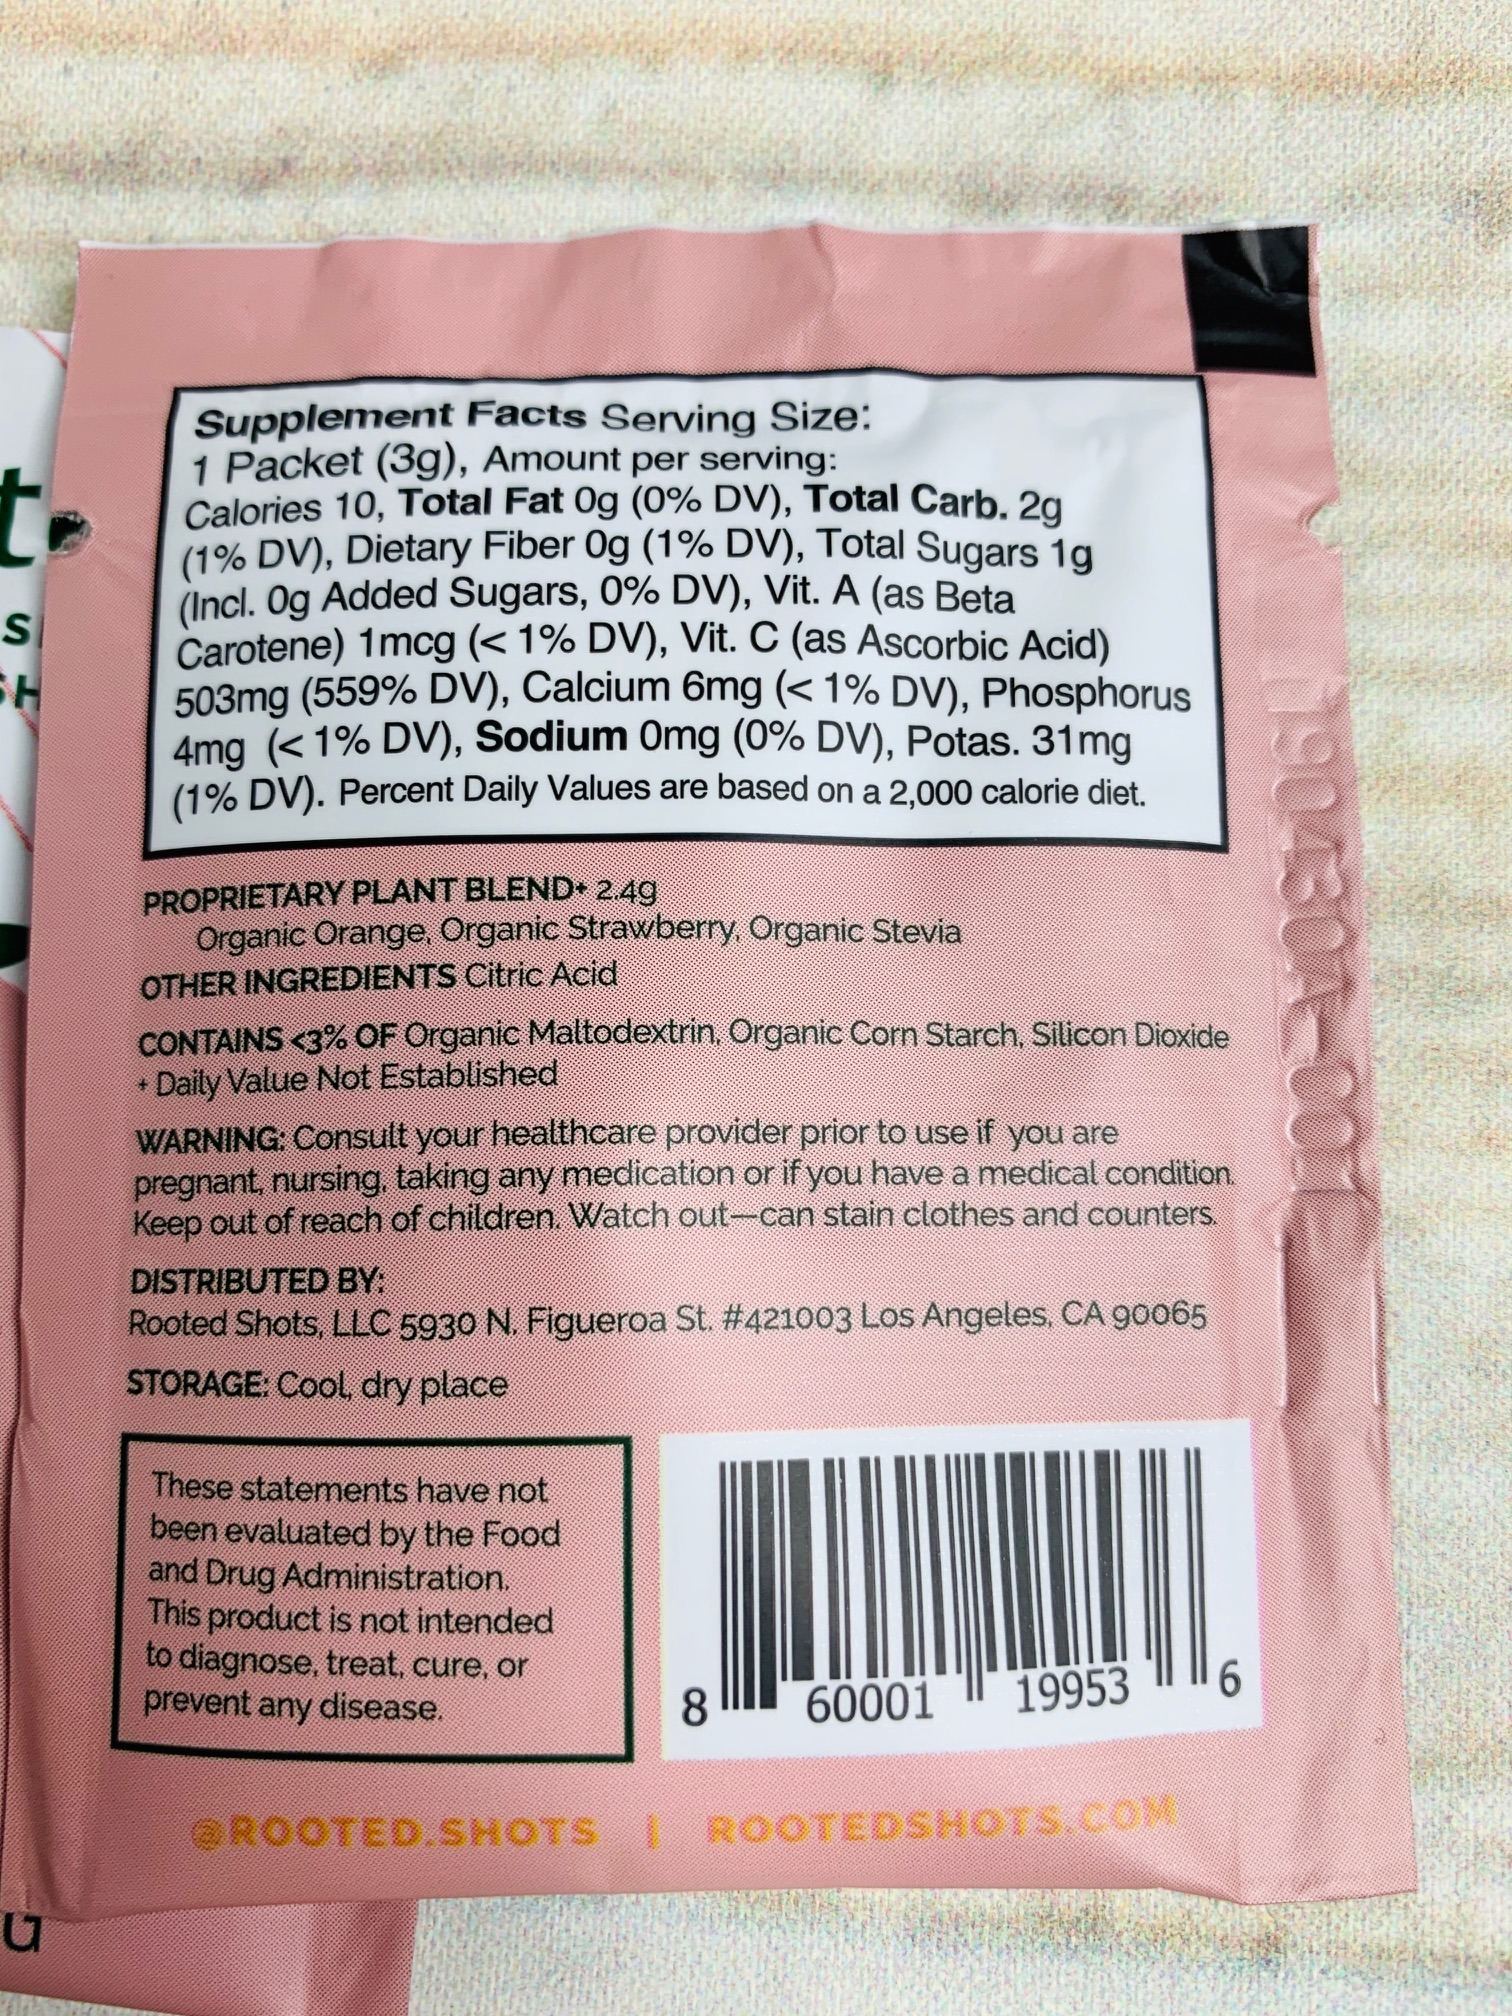 Supplement Facts Serving Size:
1 Packet (3g), Amount per serving:
Calories 10, Total Fat 0g (0% DV), Total Carb. 2g
(1% DV), Dietary Fiber 0g (1% DV), Total Sugars 1g
(Incl. 0g Added Sugars, 0% DV), Vit. A (as Beta
Carotene) 1mcg (< 1% DV), Vit. C (as Ascorbic Acid)
503mg (559% DV), Calcium 6mg (< 1% DV), Phosphorus
4mg (< 1% DV), Sodium 0mg (0% DV), Potas. 31mg
(1% DV). Percent Daily Values are based on a 2,000 calorie diet.
PROPRIETARY PLANT BLEND+ 2.4g
Organic Orange, Organic Strawberry, Organic Stevia
OTHER INGREDIENTS Citric Acid
CONTAINS <3% OF Organic Maltodextrin, Organic Corn Starch, Silicon Dioxide
+ Daily Value Not Established
WARNING: Consult your healthcare provider prior to use if you are
pregnant, nursing, taking any medication or if you have a medical condition.
Keep out of reach of children. Watch out—can stain clothes and counters.
DISTRIBUTED BY:
Rooted Shots, LLC 5930 N. Figueroa St. #421003 Los Angeles, CA 90065
STORAGE: Cool, dry place
These statements have not
been evaluated by the Food
and Drug Administration.
This product is not intended
to diagnose, treat, cure, or
prevent any disease.
8 60001 19953 6
@ROOTED.SHOTS | ROOTEDSHOTS.COM